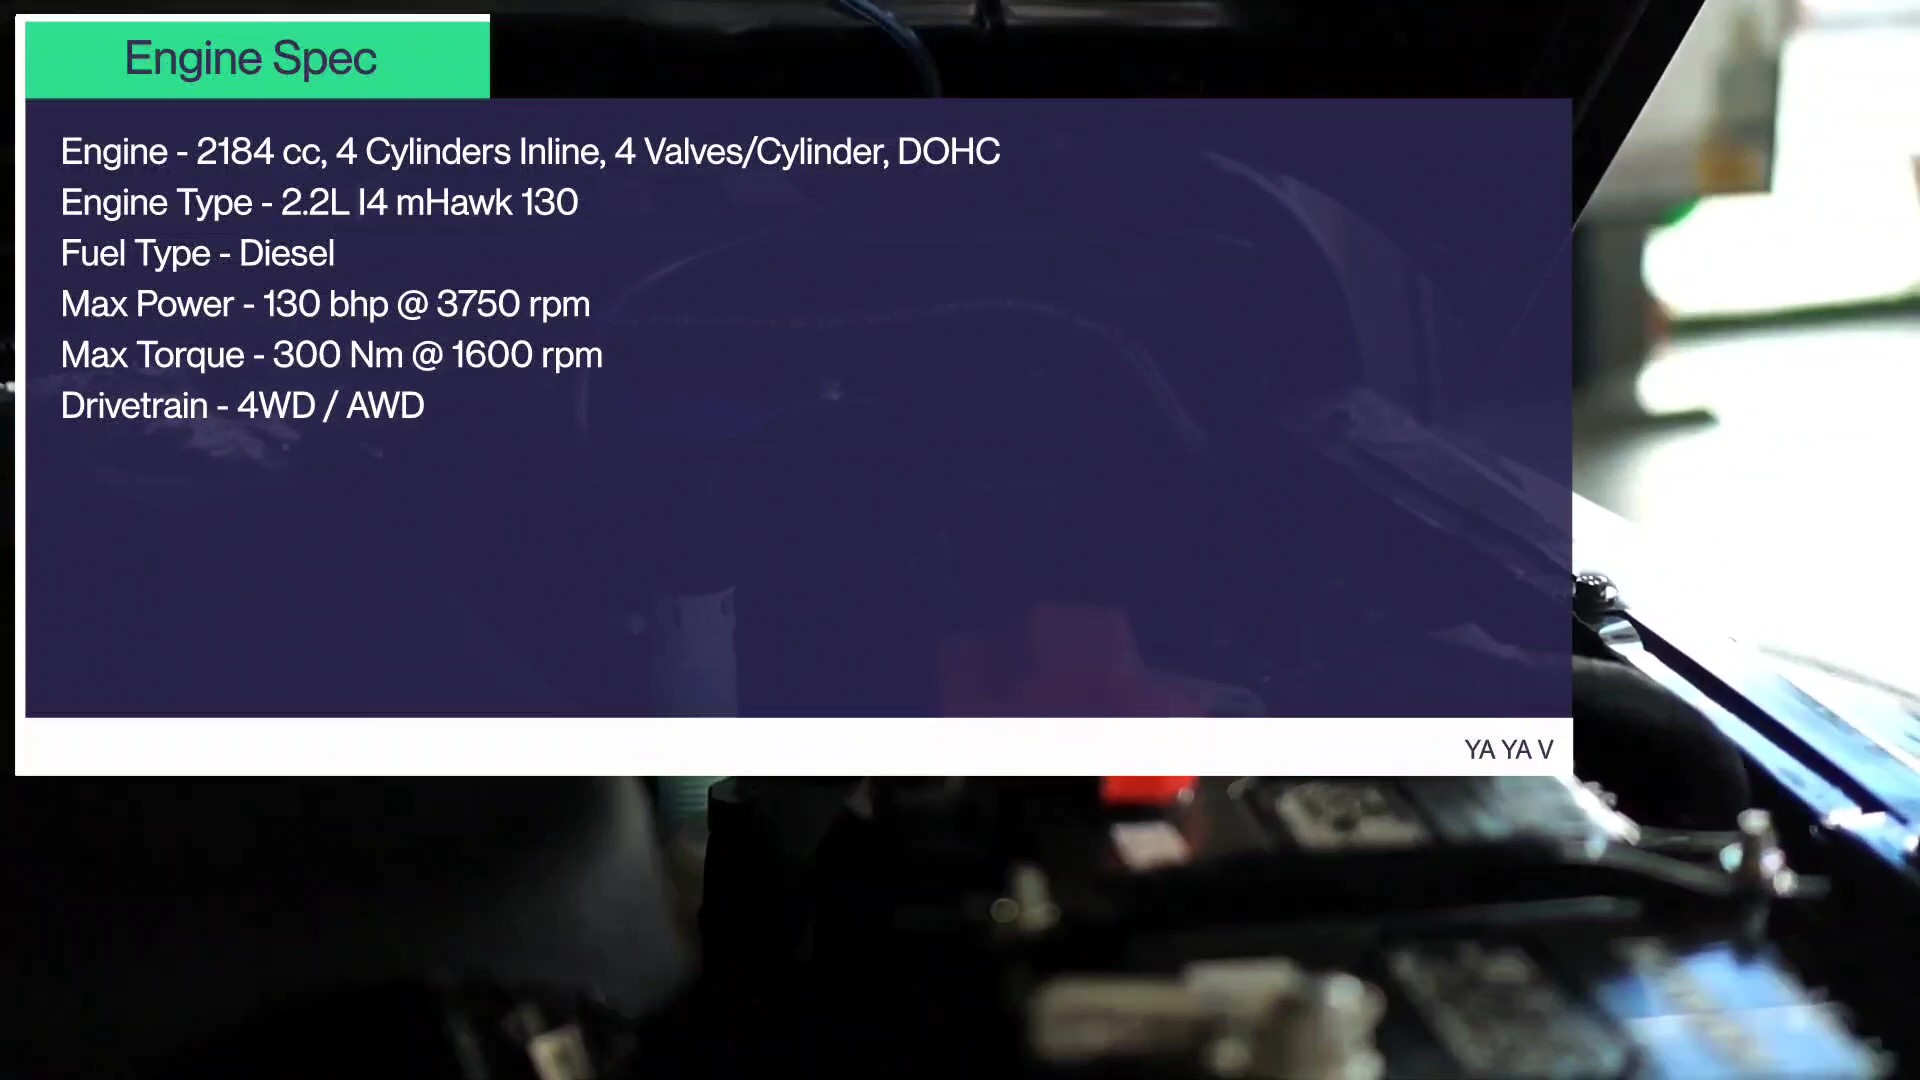 Engine Spec
Engine - 2184 cc, 4 Cylinders Inline, 4 Valves/Cylinder, DOHC
Engine Type - 2.2L I4 mHawk 130
Fuel Type - Diesel
Max Power - 130 bhp @ 3750 rpm
Max Torque - 300 Nm @ 1600 rpm
Drivetrain - 4WD / AWD
YA YA V